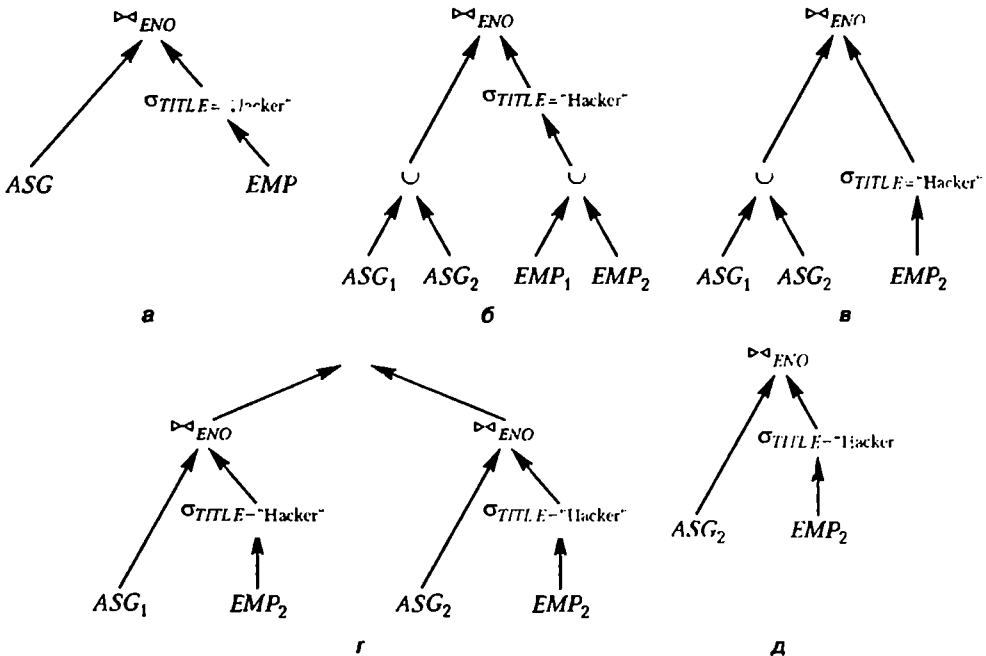 ⋈ENO ⋈ENO ⋈ENO
σTITLE="Hacker" σTITLE="Hacker"
ASG EMP ∪ ∪ ∪ σTITLE="Hacker"
ASG₁ ASG₂ EMP₁ EMP₂ ASG₁ ASG₂ EMP₂
а б в
⋈ENO
⋈ENO ⋈ENO σTITLE="Hacker
σTITLE="Hacker" σTITLE="Hacker"
ASG₂ EMP₂
ASG₁ EMP₂ ASG₂ EMP₂
г д